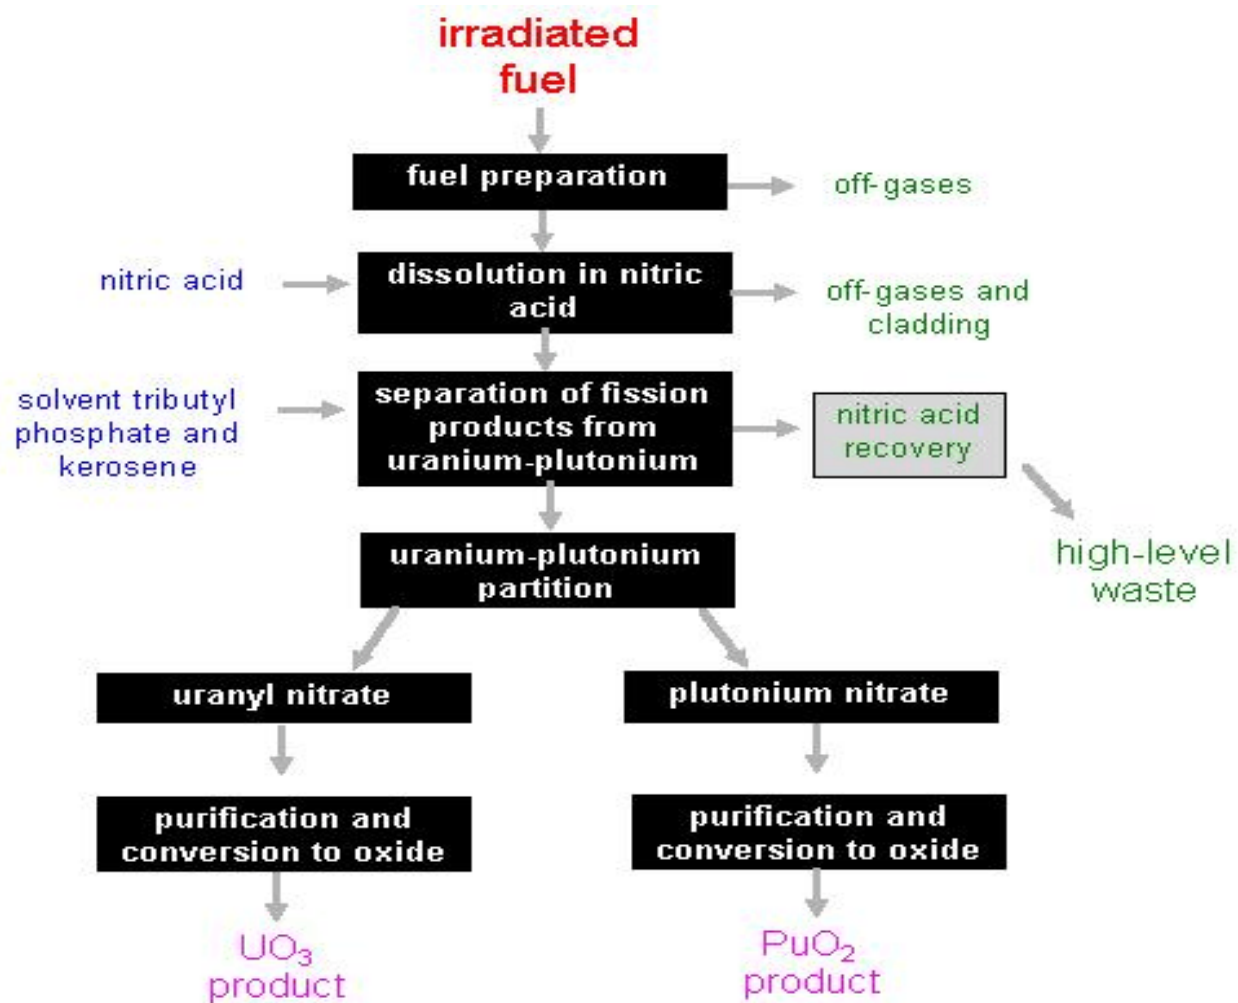 irradiated
fuel
fuel preparation
off-gases
nitric acid
dissolution in nitric
acid
off-gases and
cladding
solvent tributyl
phosphate and
kerosene
separation of fission
products from
uranium-plutonium
nitric acid
recovery
high-level
waste
uranium-plutonium
partition
uranyl nitrate
plutonium nitrate
purification and
conversion to oxide
purification and
conversion to oxide
UO₃
product
PuO₂
product